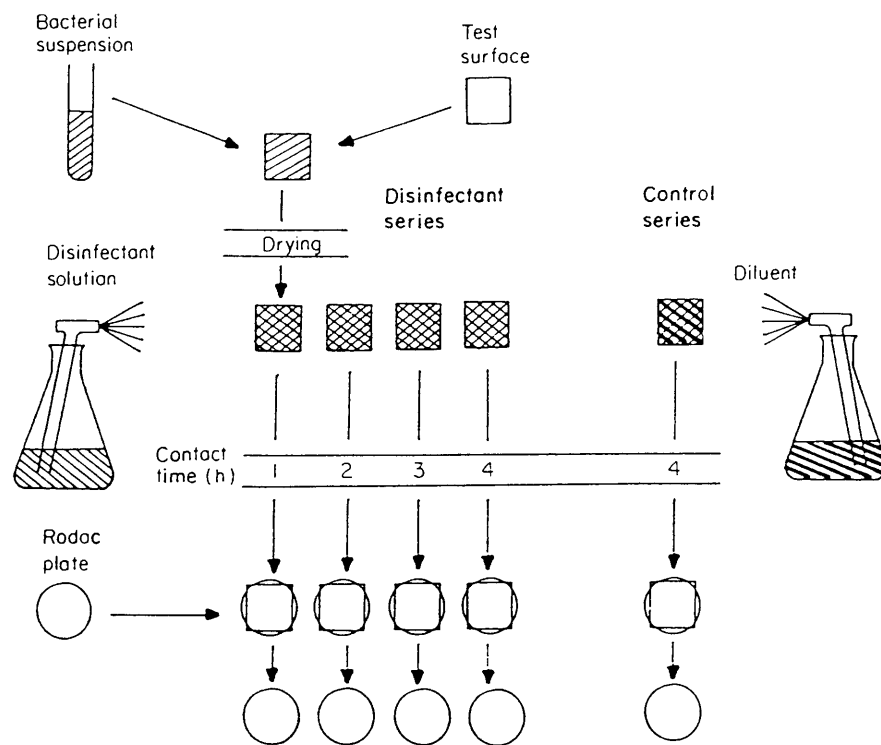 Bacterial
suspension
Test
surface
Disinfectant
series
Control
series
Drying
Disinfectant
solution
Diluent
Contact
time (h) 1 2 3 4 4
Rodac
plate